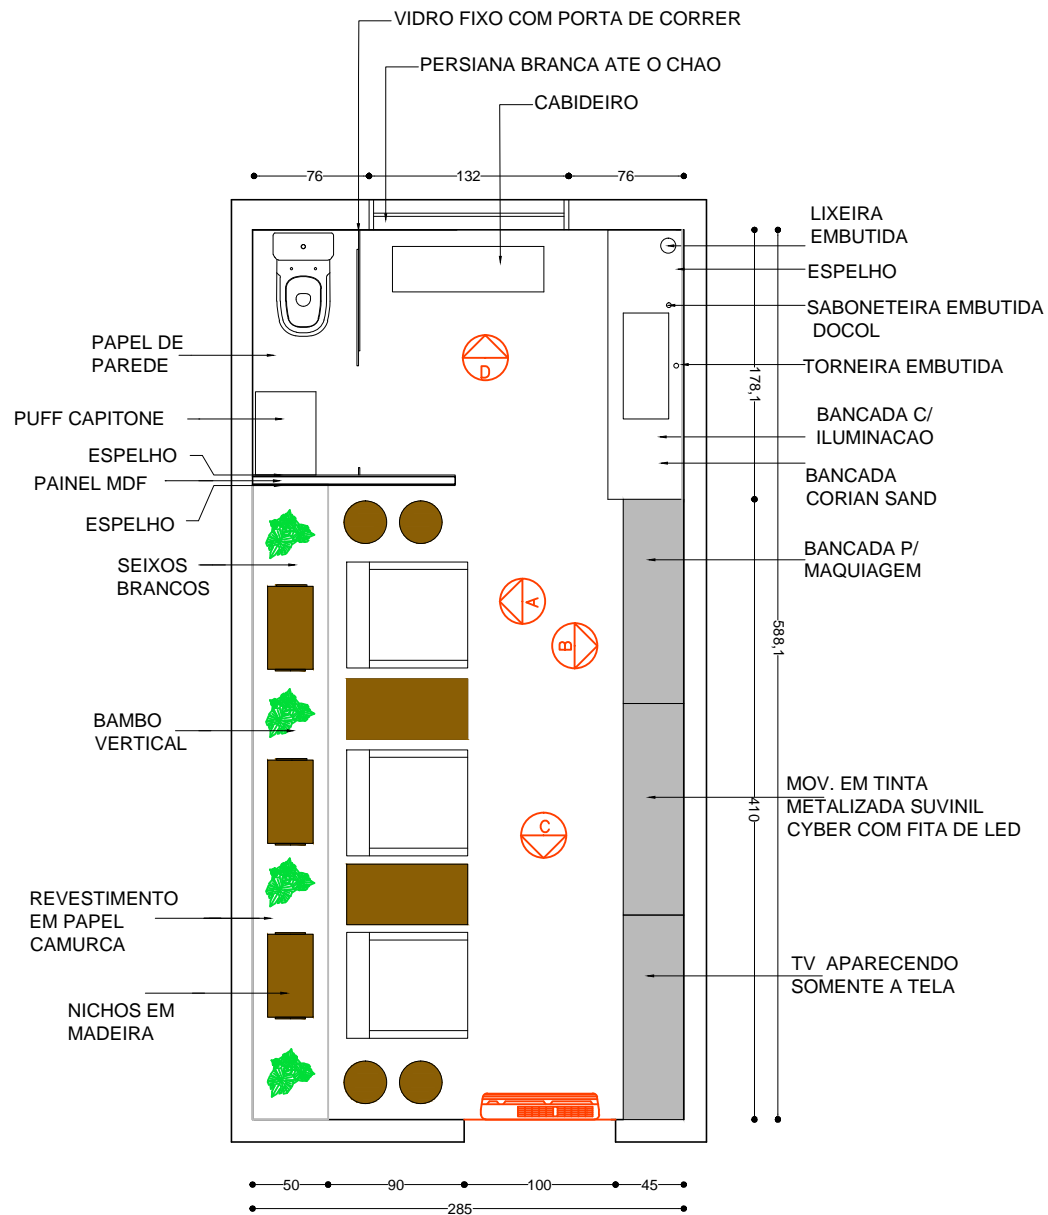 VIDRO FIXO COM PORTA DE CORRER
PERSIANA BRANCA ATE O CHAO
CABIDEIRO
76
132
76
LIXEIRA
EMBUTIDA
ESPELHO
SABONETEIRA EMBUTIDA
DOCOL
TORNEIRA EMBUTIDA
BANCADA C/
ILUMINACAO
BANCADA
CORIAN SAND
BANCADA P/
MAQUIAGEM
MOV. EM TINTA
METALIZADA SUVINIL
CYBER COM FITA DE LED
TV APARECENDO
SOMENTE A TELA
178,1
588,1
410
PAPEL DE
PAREDE
PUFF CAPITONE
ESPELHO
PAINEL MDF
ESPELHO
SEIXOS
BRANCOS
BAMBO
VERTICAL
REVESTIMENTO
EM PAPEL
CAMURCA
NICHOS EM
MADEIRA
D
A
B
C
50
90
100
45
285